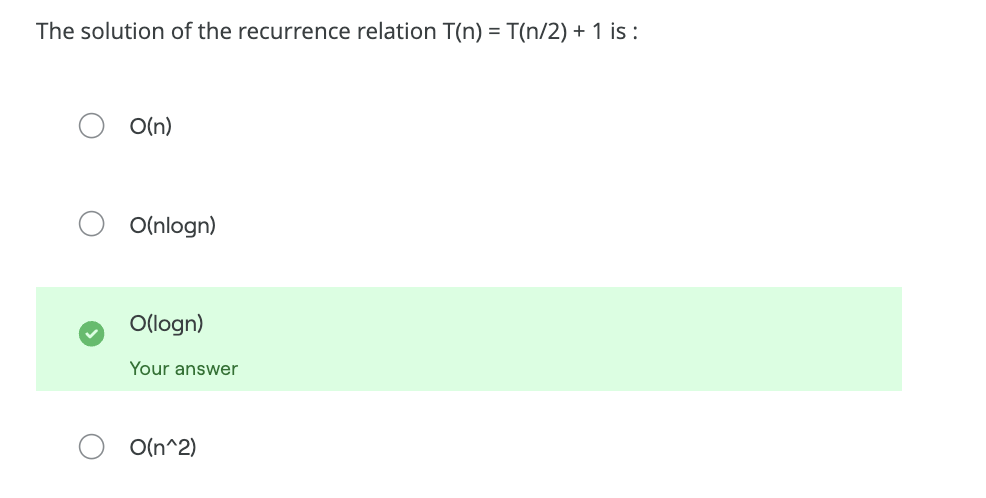 The solution of the recurrence relation T(n) = T(n/2) + 1 is :
O(n)
O(nlogn)
O(logn)
Your answer
O(n^2)